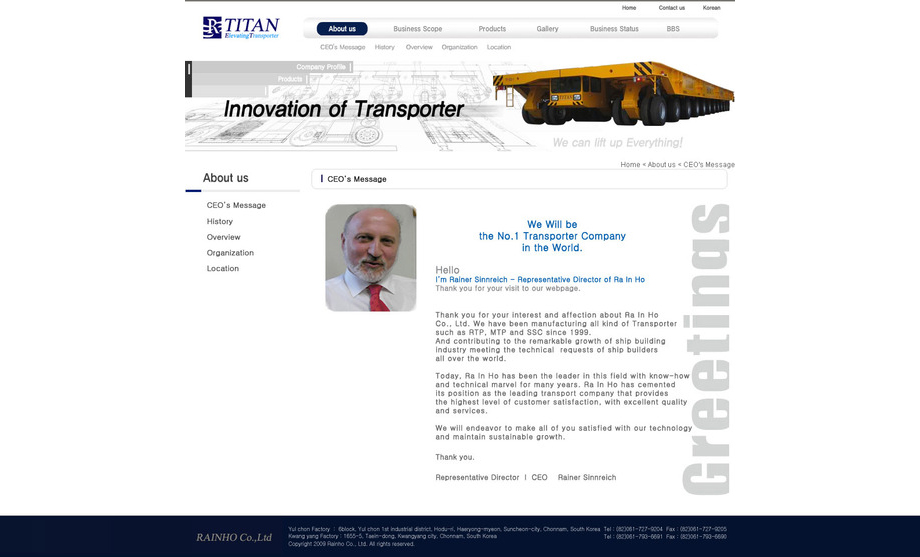 Home Contact us Korean
R TITAN
ElevatingTransporter
About us Business Scope Products Gallery Business Status BBS
CEO's Message History Overview Organization Location
Company Profile
Products
Innovation of Transporter
TITAN
We can lift up Everything!
Home < About us < CEO's Message
About us
CEO's Message
History
Overview
Organization
Location
CEO's Message
We Will be
the No.1 Transporter Company
in the World.
Hello
I'm Rainer Sinnreich - Representative Director of Ra In Ho
Thank you for your visit to our webpage.
Thank you for your interest and affection about Ra In Ho
Co., Ltd. We have been manufacturing all kind of Transporter
such as RTP, MTP and SSC since 1999.
And contributing to the remarkable growth of ship building
industry meeting the technical requests of ship builders
all over the world.
Today, Ra In Ho has been the leader in this field with know-how
and technical marvel for many years. Ra In Ho has cemented
its position as the leading transport company that provides
the highest level of customer satisfaction, with excellent quality
and services.
We will endeavor to make all of you satisfied with our technology
and maintain sustainable growth.
Thank you.
Representative Director | CEO Rainer Sinnreich
Greetings
RAINHO Co.,Ltd
Yul chon Factory : 6block, Yul chon 1st industrial district, Hodu-ri, Haeryong-myeon, Suncheon-city, Chonnam, South Korea Tel : (82)061-727-9204 Fax : (82)061-727-9205
Kwang yang Factory : 1655-5, Taein-dong, Kwangyang city, Chonnam, South Korea Tel : (82)061-793-6691 Fax : (82)061-793-6690
Copyright 2009 Rainho Co., Ltd. All rights reserved.